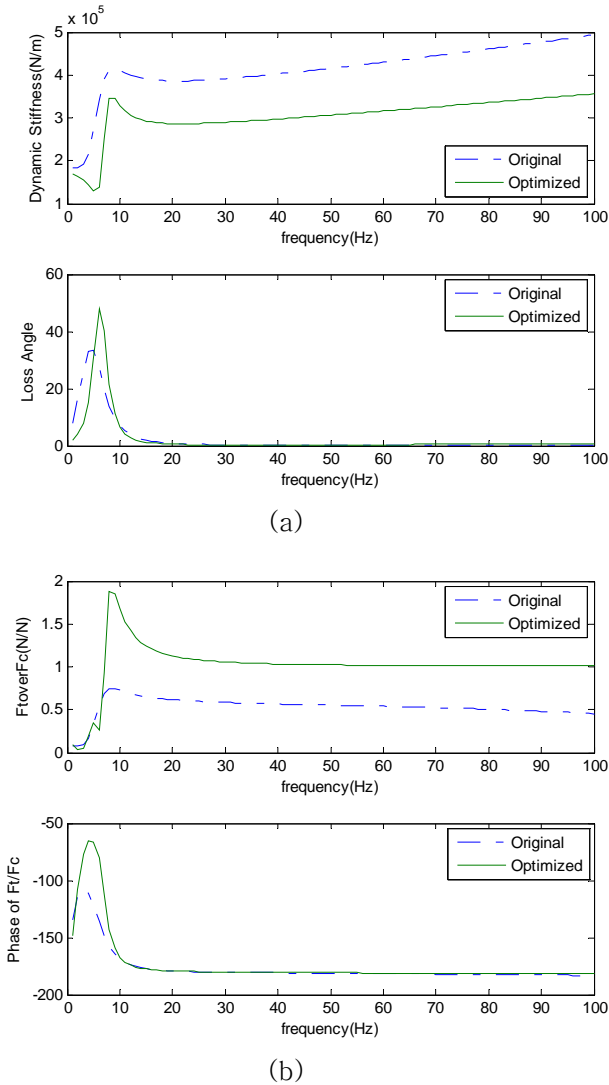 x 10^5
5
4
3
2
1
Dynamic Stiffness(N/m)
Original
Optimized
0 10 20 30 40 50 60 70 80 90 100
frequency(Hz)
60
40
20
0
Loss Angle
Original
Optimized
0 10 20 30 40 50 60 70 80 90 100
frequency(Hz)
(a)
2
1.5
1
0.5
0
FtoverFc(N/N)
Original
Optimized
0 10 20 30 40 50 60 70 80 90 100
frequency(Hz)
-50
-100
-150
-200
Phase of Ft/Fc
Original
Optimized
0 10 20 30 40 50 60 70 80 90 100
frequency(Hz)
(b)